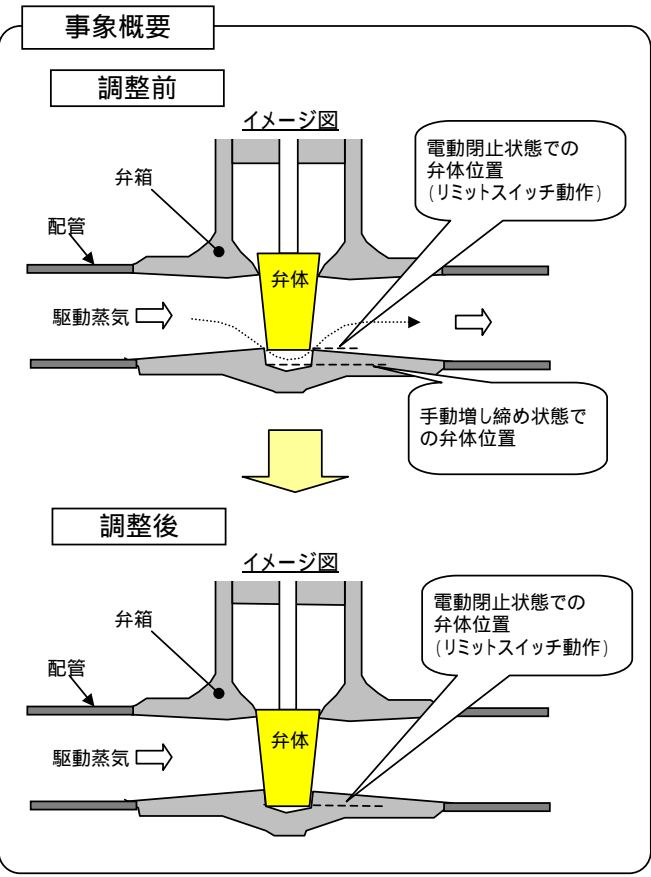 事象概要
調整前
イメージ図
電動閉止状態での
弁体位置
(リミットスイッチ動作)
弁箱
配管
弁体
駆動蒸気
手動増し締め状態で
の弁体位置
調整後
イメージ図
電動閉止状態での
弁体位置
(リミットスイッチ動作)
弁箱
配管
弁体
駆動蒸気